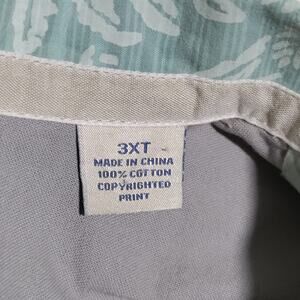 3XT
MADE IN CHINA
100% COTTON
COPYRIGHTED
PRINT